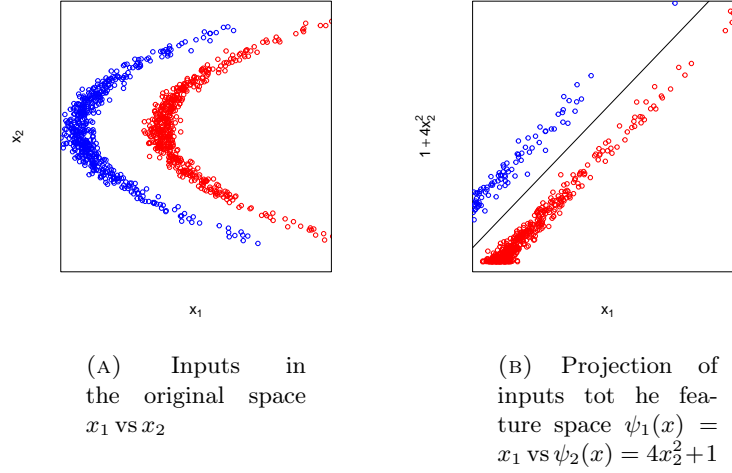 x₂
x₁
1 + 4x₂²
x₁
(A) Inputs in
the original space
x₁ vs x₂
(B) Projection of
inputs tot he fea-
ture space ψ₁(x) =
x₁ vs ψ₂(x) = 4x₂²+1